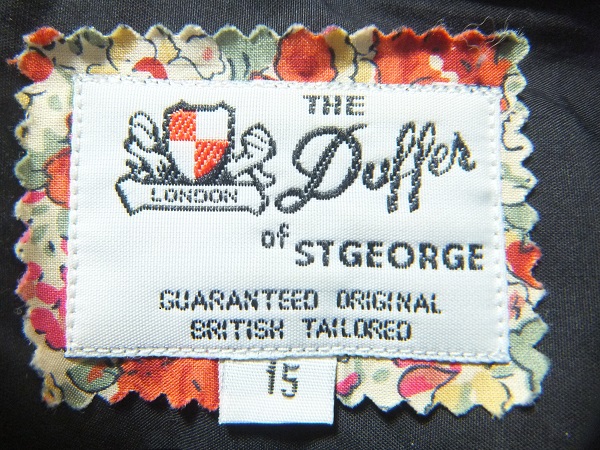 THE
Duffer
of STGEORGE
LONDON
GUARANTEED ORIGINAL
BRITISH TAILORED
15